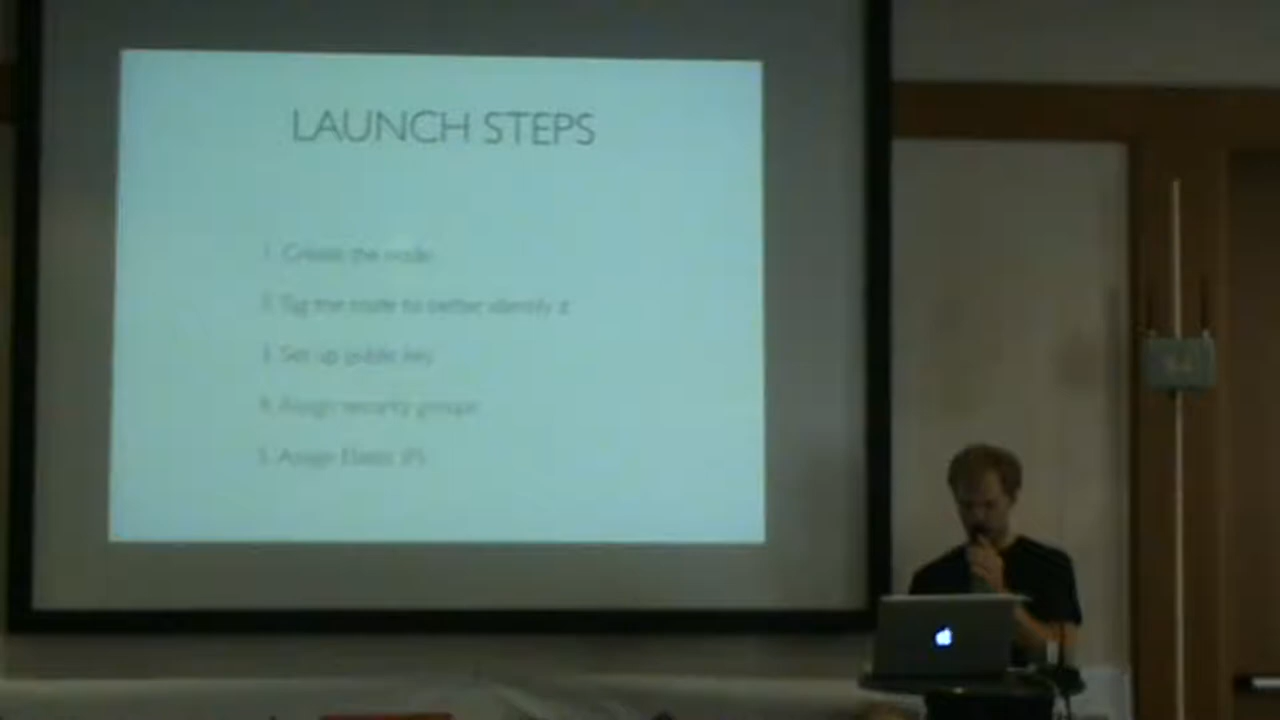 LAUNCH STEPS
1. Create the node
2. Tag the node to better identify it
3. Set up public key
4. Assign security groups
5. Assign Elastic IPS